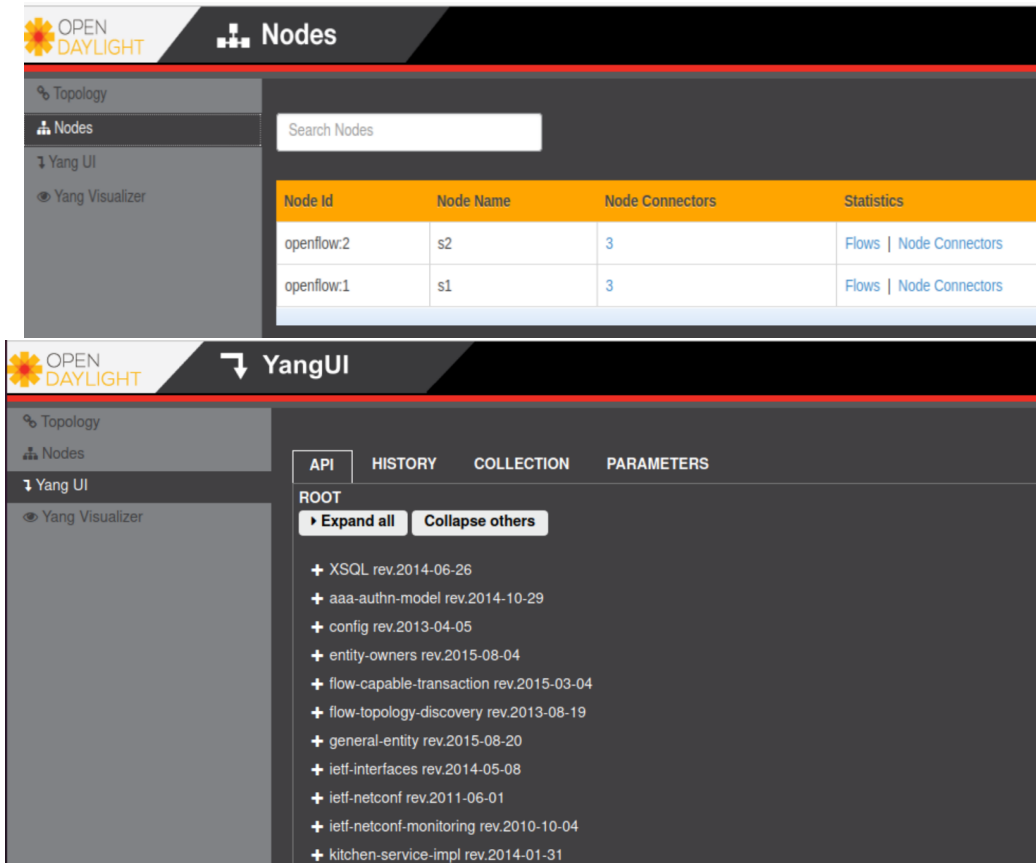 OPEN
DAYLIGHT
Nodes
Topology
Nodes
Yang UI
Yang Visualizer
Search Nodes
Node Id Node Name Node Connectors Statistics
openflow:2 s2 3 Flows | Node Connectors
openflow:1 s1 3 Flows | Node Connectors
OPEN
DAYLIGHT
YangUI
Topology
Nodes
Yang UI
Yang Visualizer
API HISTORY COLLECTION PARAMETERS
ROOT
Expand all Collapse others
XSQL rev.2014-06-26
aaa-authn-model rev.2014-10-29
config rev.2013-04-05
entity-owners rev.2015-08-04
flow-capable-transaction rev.2015-03-04
flow-topology-discovery rev.2013-08-19
general-entity rev.2015-08-20
ietf-interfaces rev.2014-05-08
ietf-netconf rev.2011-06-01
ietf-netconf-monitoring rev.2010-10-04
kitchen-service-impl rev.2014-01-31